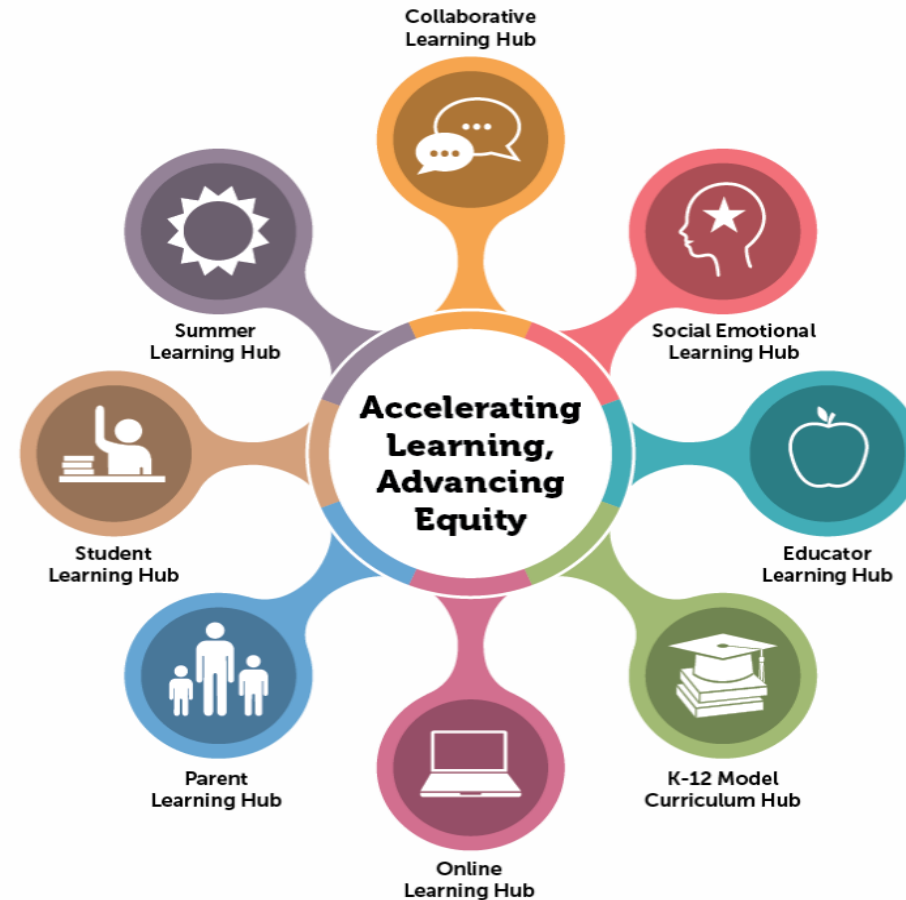 Collaborative
Learning Hub
Social Emotional
Learning Hub
Educator
Learning Hub
K-12 Model
Curriculum Hub
Online
Learning Hub
Parent
Learning Hub
Student
Learning Hub
Summer
Learning Hub
Accelerating
Learning,
Advancing
Equity